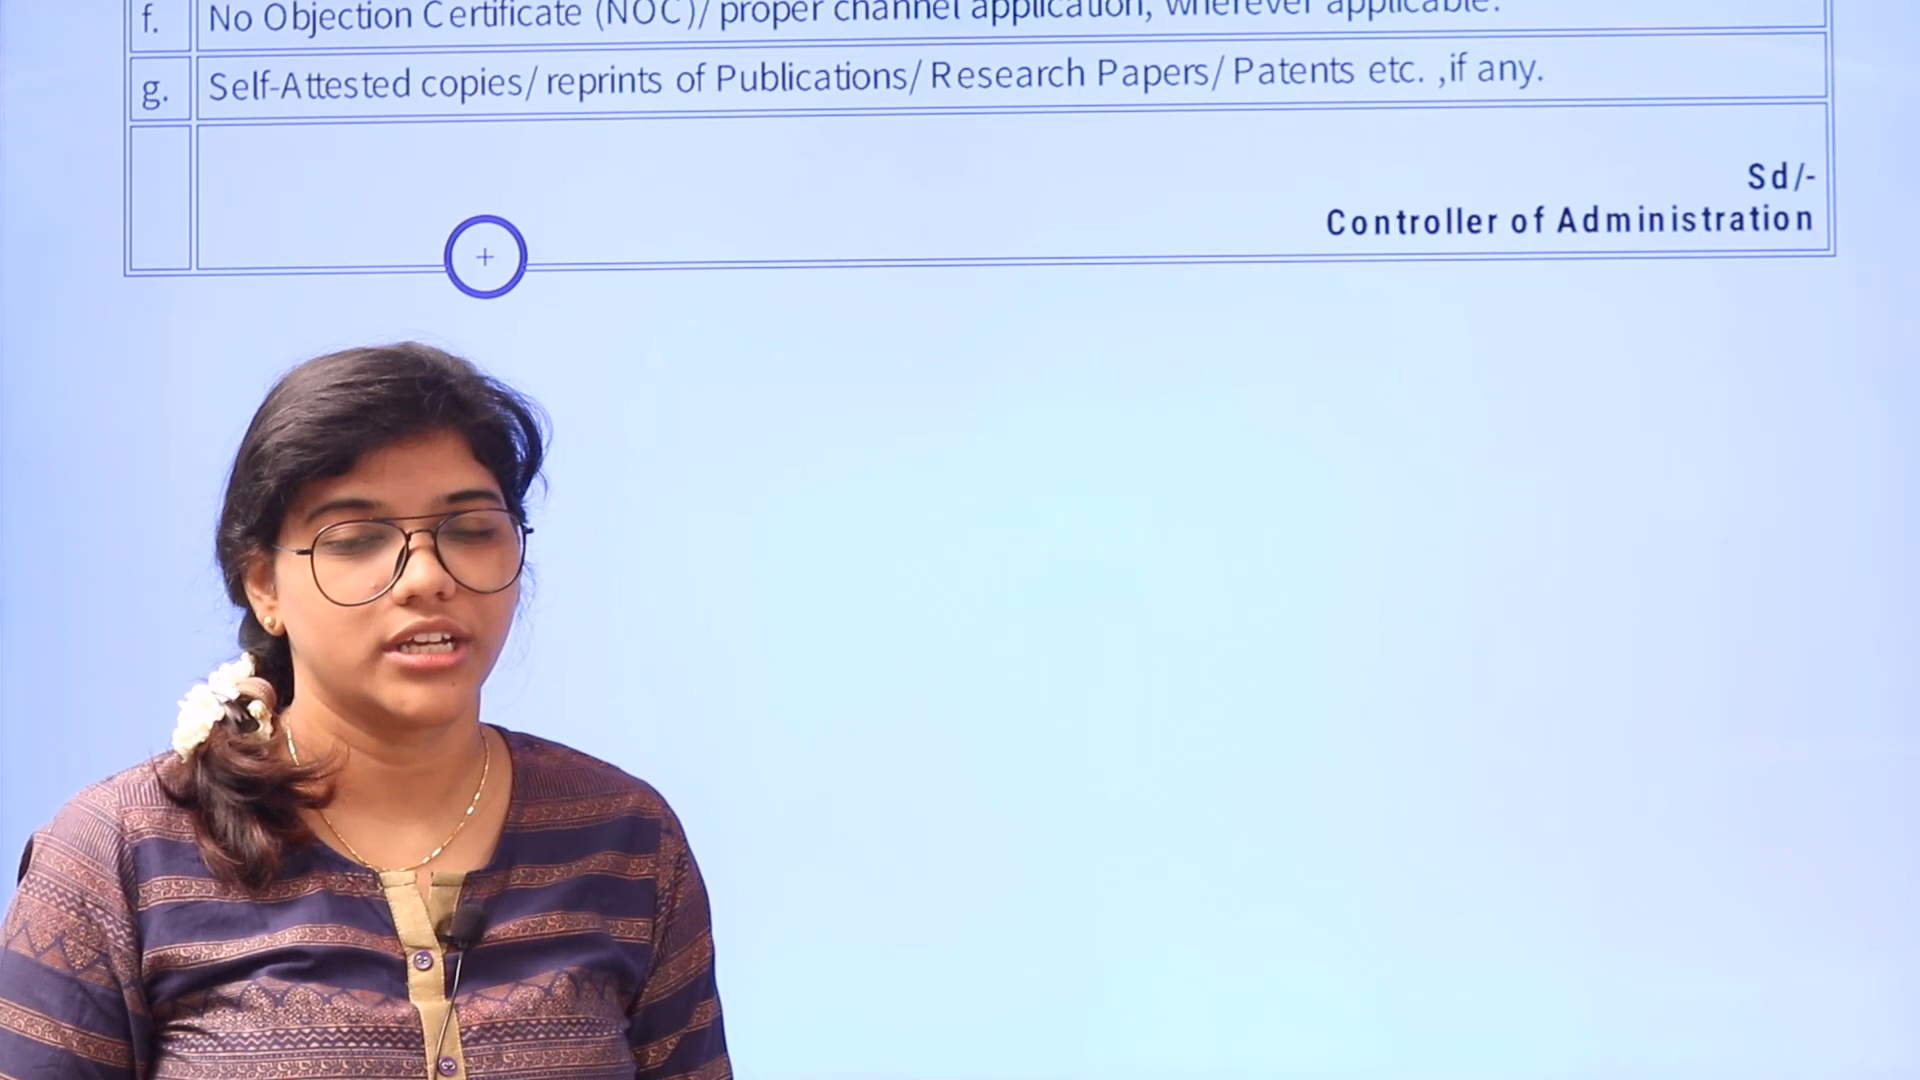 f. No Objection Certificate (NOC)/ proper channel application, wherever applicable.
g. Self-Attested copies/ reprints of Publications/ Research Papers/ Patents etc. ,if any.
Sd/-
Controller of Administration